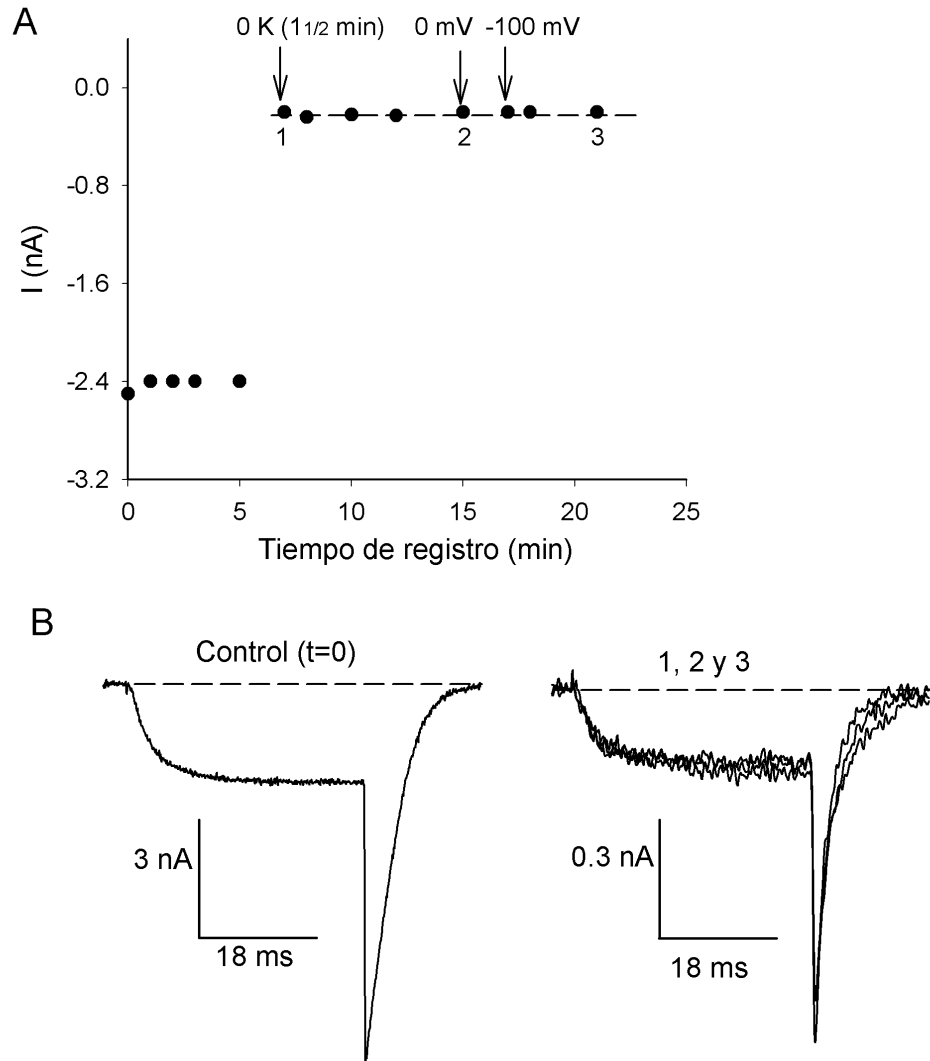 A
0 K (1 1/2 min) 0 mV -100 mV
0.0
-0.8
-1.6
-2.4
-3.2
I (nA)
1 2 3
0 5 10 15 20 25
Tiempo de registro (min)
B
Control (t=0)
1, 2 y 3
3 nA
18 ms
0.3 nA
18 ms